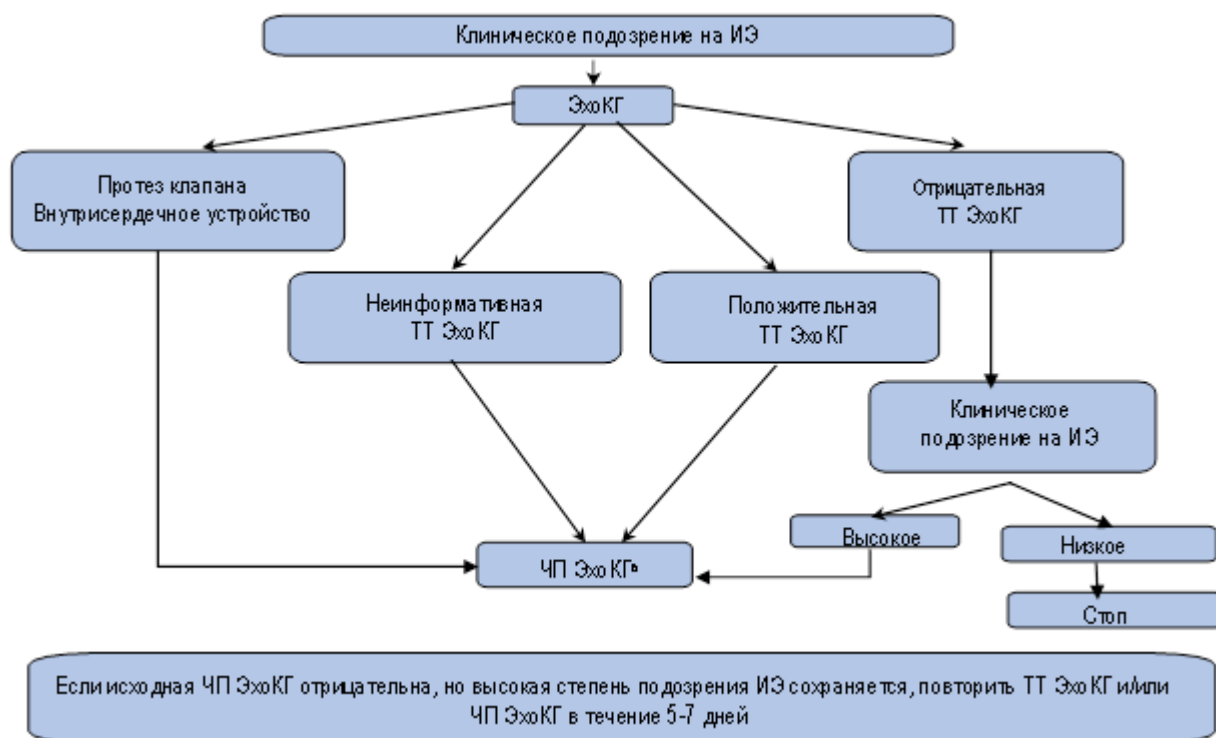 Клиническое подозрение на ИЭ
ЭхоКГ
Протез клапана
Внутрисердечное устройство
Отрицательная
ТТ ЭхоКГ
Неинформативная
ТТ ЭхоКГ
Положительная
ТТ ЭхоКГ
Клиническое
подозрение на ИЭ
Высокое
Низкое
ЧП ЭхоКГᵃ
Стоп
Если исходная ЧП ЭхоКГ отрицательна, но высокая степень подозрения ИЭ сохраняется, повторить ТТ ЭхоКГ и/или
ЧП ЭхоКГ в течение 5-7 дней